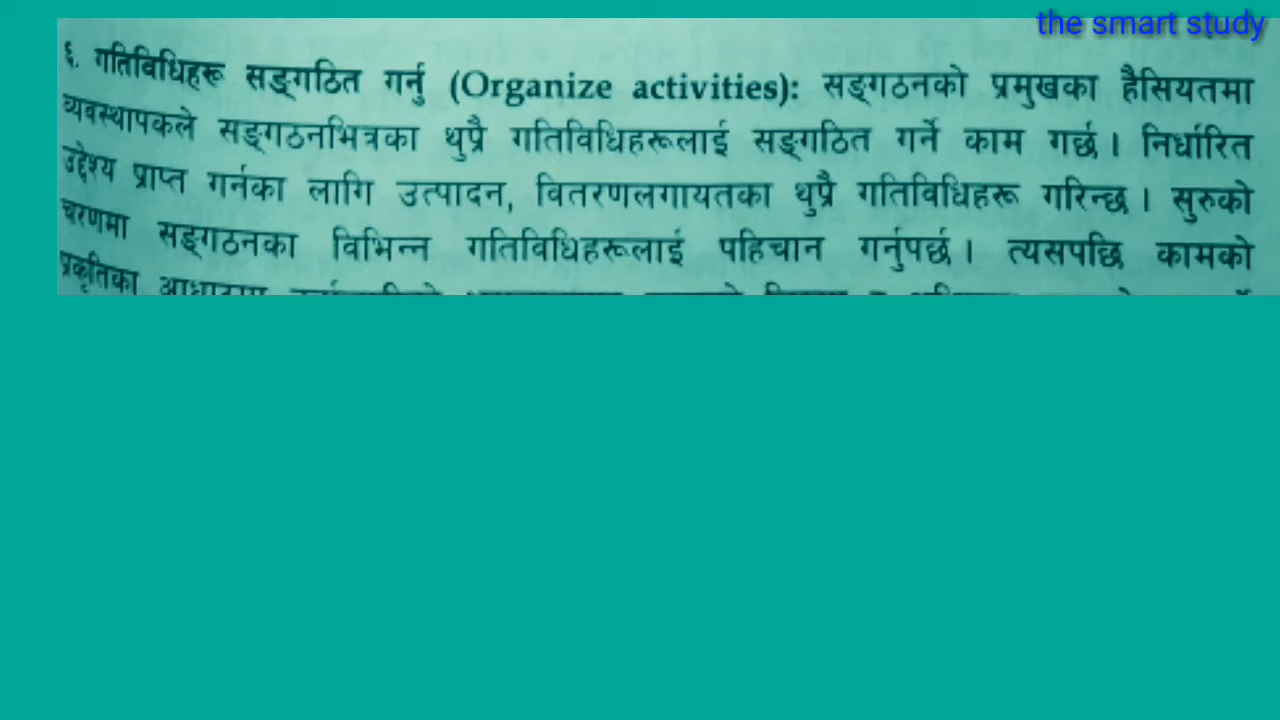 the smart study
६. गतिविधिहरू सङ्गठित गर्नु (Organize activities): सङ्गठनको प्रमुखका हैसियतमा
व्यवस्थापकले सङ्गठनभित्रका थुप्रै गतिविधिहरूलाई सङ्गठित गर्ने काम गर्छ। निर्धारित
उद्देश्य प्राप्त गर्नका लागि उत्पादन, वितरणलगायतका थुप्रै गतिविधिहरू गरिन्छ। सुरुको
चरणमा सङ्गठनका विभिन्न गतिविधिहरूलाई पहिचान गर्नुपर्छ। त्यसपछि कामको
प्रकृतिका